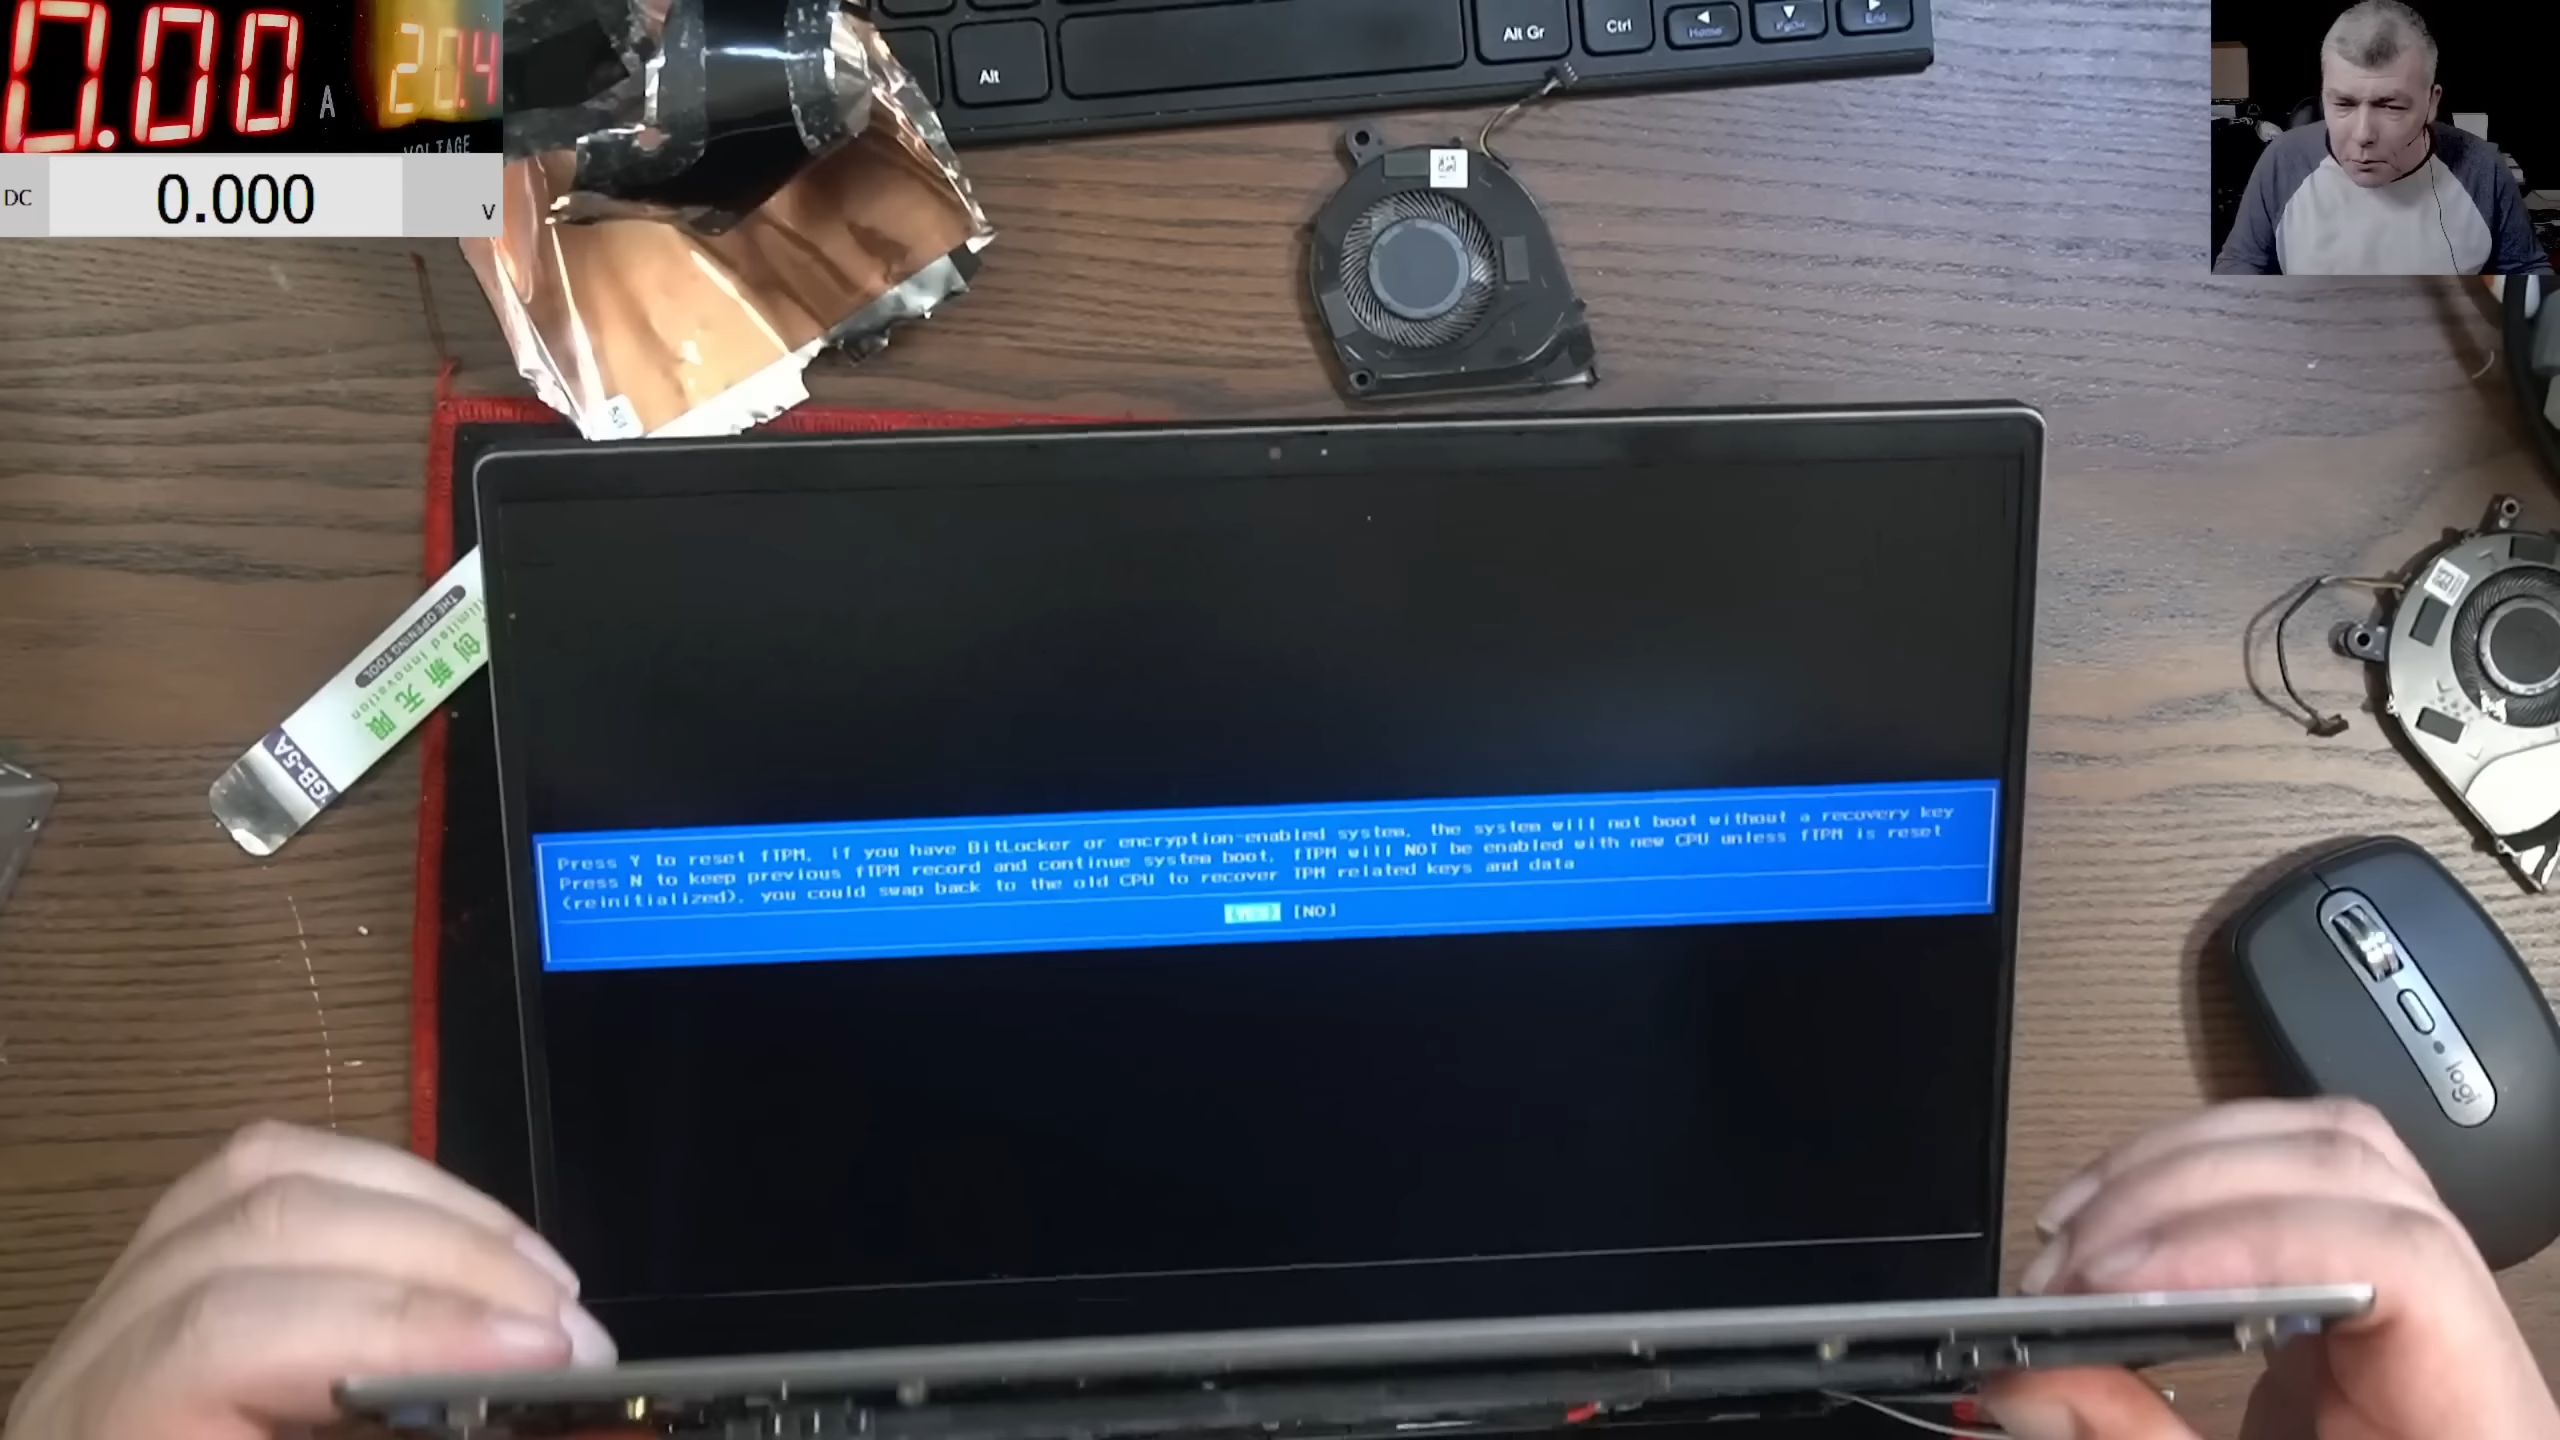 0.00 A
20.4
VOLTAGE
DC 0.000 V
Alt
Alt Gr
Ctrl
Home
PgDn
End
THE OPENING TOOL
创新无限
Unlimited innovation
GB-5A
Press Y to reset fTPM, if you have BitLocker or encryption-enabled system, the system will not boot without a recovery key
Press N to keep previous fTPM record and continue system boot, fTPM will NOT be enabled with new CPU unless fTPM is reset
(reinitialized), you could swap back to the old CPU to recover TPM related keys and data
[NO]
logi